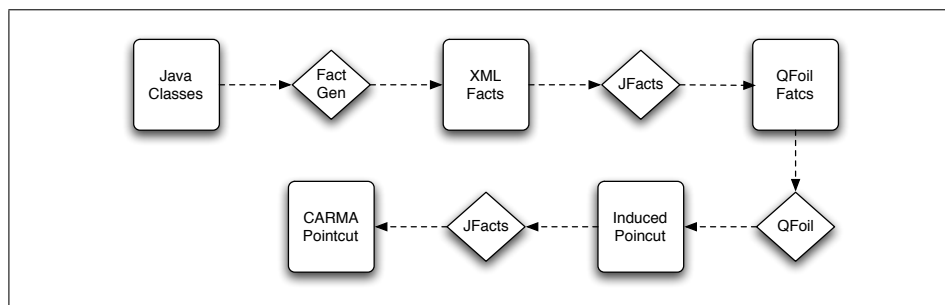 Java
Classes
Fact
Gen
XML
Facts
JFacts
QFoil
Fatcs
QFoil
Induced
Poincut
JFacts
CARMA
Pointcut